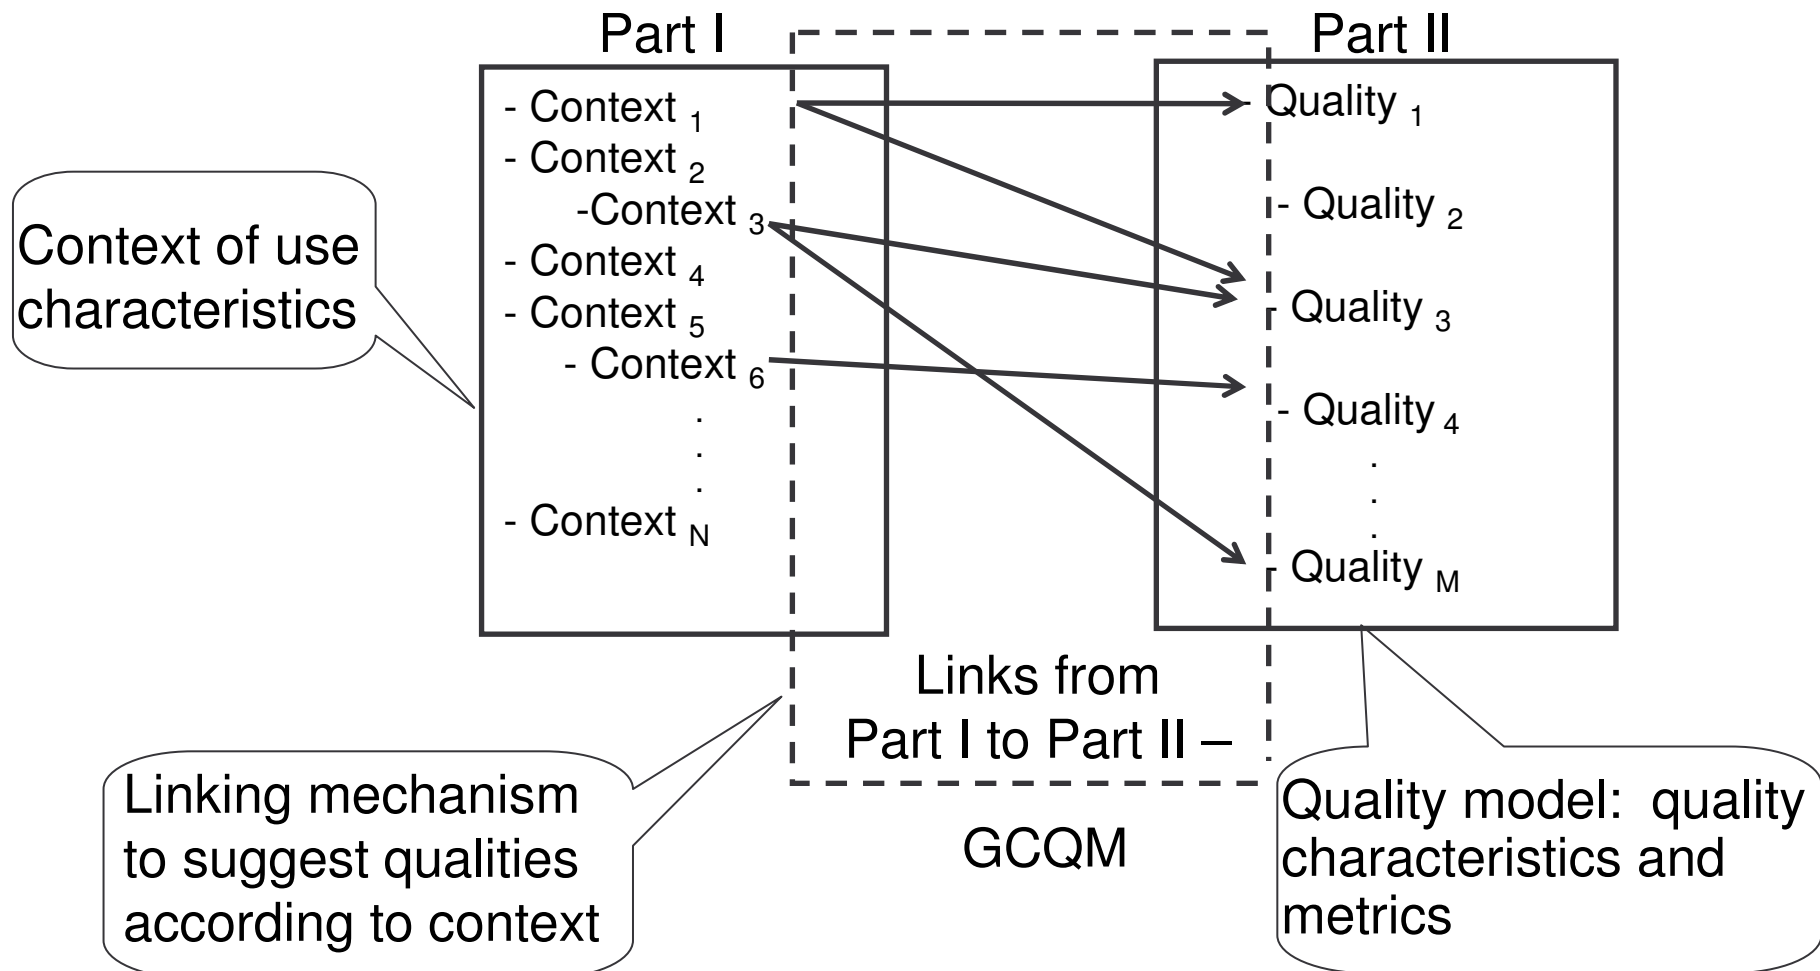 Part I
Part II
- Context 1
- Context 2
-Context 3
- Context 4
- Context 5
- Context 6
.
.
.
- Context N
- Quality 1
- Quality 2
- Quality 3
- Quality 4
.
.
.
- Quality M
Context of use
characteristics
Links from
Part I to Part II –
GCQM
Linking mechanism
to suggest qualities
according to context
Quality model: quality
characteristics and
metrics